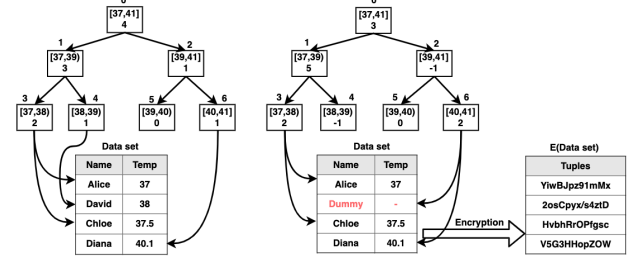 0
[37,41]
4
1
[37,39)
3
2
[39,41]
1
3
[37,38)
2
4
[38,39)
1
5
[39,40)
0
6
[40,41]
1
Data set
Name Temp
Alice 37
David 38
Chloe 37.5
Diana 40.1
0
[37,41]
3
1
[37,39)
5
2
[39,41]
-1
3
[37,38)
2
4
[38,39)
-1
5
[39,40)
0
6
[40,41]
2
Data set
Name Temp
Alice 37
Dummy -
Chloe 37.5
Diana 40.1
Encryption
E(Data set)
Tuples
YiwBJpz91mMx
2osCpyx/s4ztD
HvbhRrOPfgsc
V5G3HHopZOW